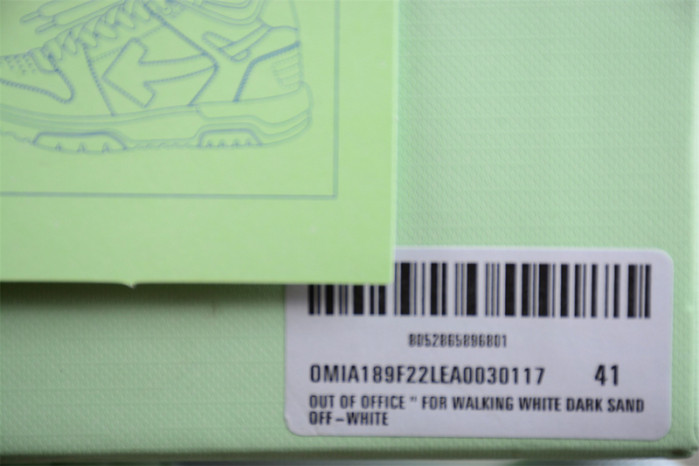 8052865896801
OMIA189F22LEA0030117 41
OUT OF OFFICE " FOR WALKING WHITE DARK SAND
OFF-WHITE